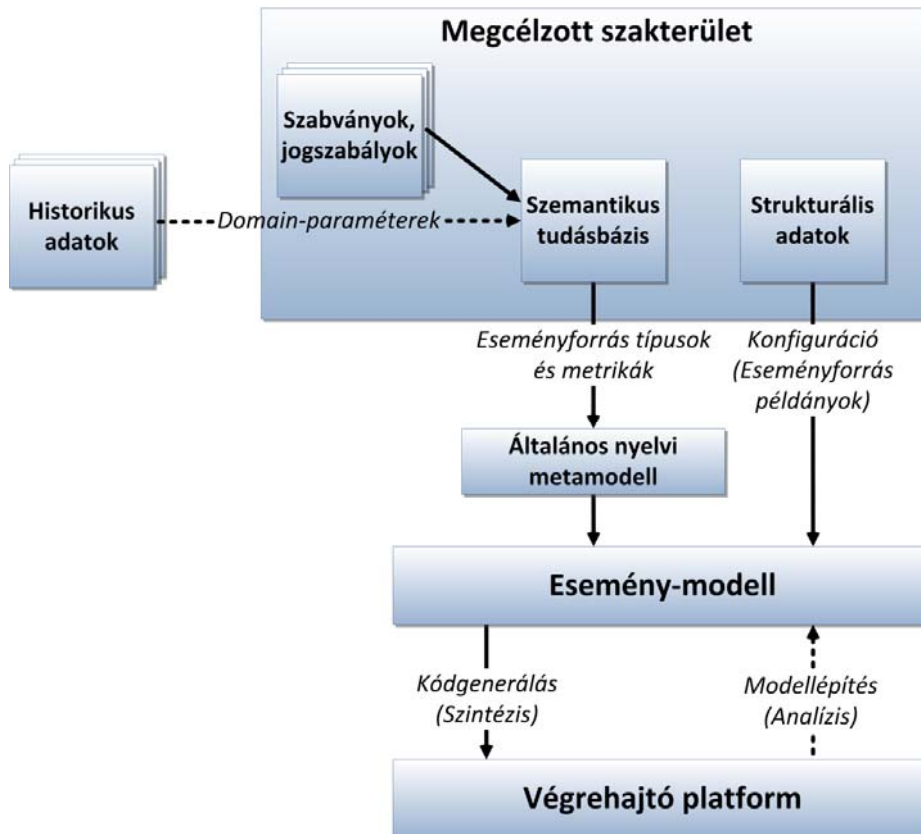 Megcélzott szakterület
Szabványok,
jogszabályok
Historikus
adatok
Domain-paraméterek
Szemantikus
tudásbázis
Strukturális
adatok
Eseményforrás típusok
és metrikák
Konfiguráció
(Eseményforrás
példányok)
Általános nyelvi
metamodell
Esemény-modell
Kódgenerálás
(Szintézis)
Modellépítés
(Analízis)
Végrehajtó platform